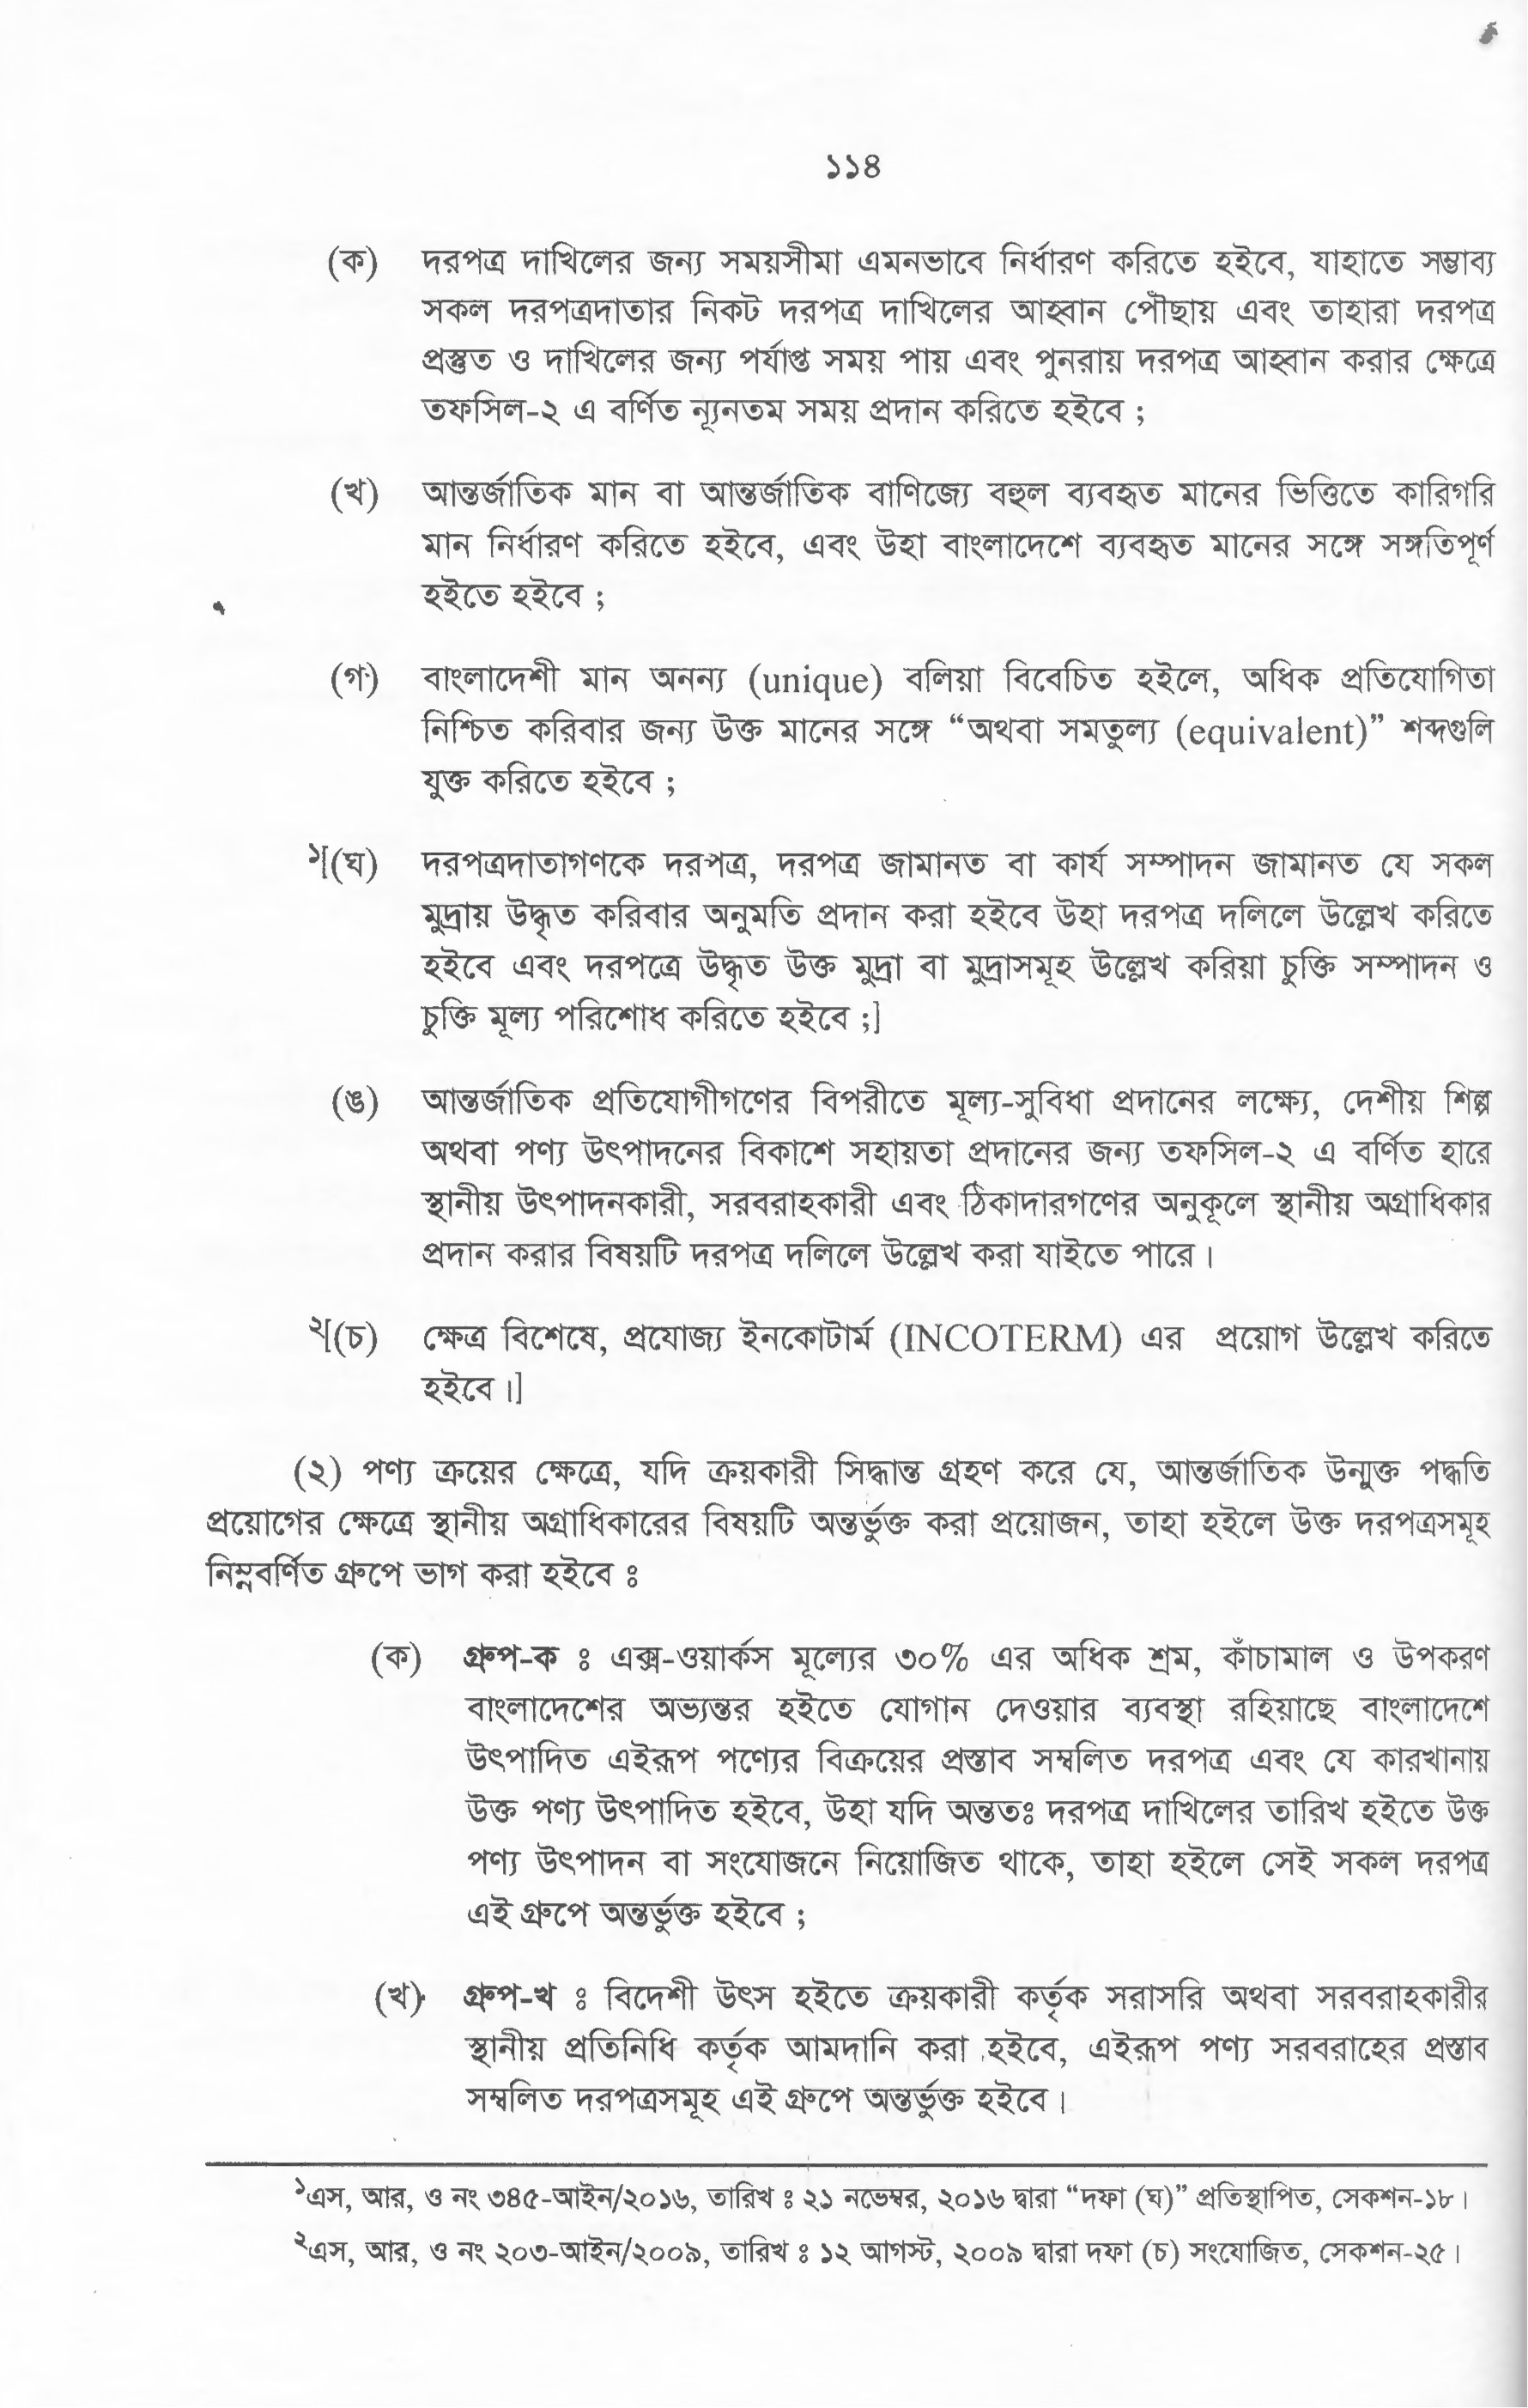 ১১৪
(ক) দরপত্র দাখিলের জন্য সময়সীমা এমনভাবে নির্ধারণ করিতে হইবে, যাহাতে সম্ভাব্য
সকল দরপত্রদাতার নিকট দরপত্র দাখিলের আহ্বান পৌঁছায় এবং তাহারা দরপত্র
প্রস্তুত ও দাখিলের জন্য পর্যাপ্ত সময় পায় এবং পুনরায় দরপত্র আহ্বান করার ক্ষেত্রে
তফসিল-২ এ বর্ণিত ন্যূনতম সময় প্রদান করিতে হইবে ;
(খ) আন্তর্জাতিক মান বা আন্তর্জাতিক বাণিজ্যে বহুল ব্যবহৃত মানের ভিত্তিতে কারিগরি
মান নির্ধারণ করিতে হইবে, এবং উহা বাংলাদেশে ব্যবহৃত মানের সঙ্গে সঙ্গতিপূর্ণ
হইতে হইবে ;
(গ) বাংলাদেশী মান অনন্য (unique) বলিয়া বিবেচিত হইলে, অধিক প্রতিযোগিতা
নিশ্চিত করিবার জন্য উক্ত মানের সঙ্গে “অথবা সমতুল্য (equivalent)” শব্দগুলি
যুক্ত করিতে হইবে ;
১[(ঘ) দরপত্রদাতাগণকে দরপত্র, দরপত্র জামানত বা কার্য সম্পাদন জামানত যে সকল
মুদ্রায় উদ্ধৃত করিবার অনুমতি প্রদান করা হইবে উহা দরপত্র দলিলে উল্লেখ করিতে
হইবে এবং দরপত্রে উদ্ধৃত উক্ত মুদ্রা বা মুদ্রাসমূহ উল্লেখ করিয়া চুক্তি সম্পাদন ও
চুক্তি মূল্য পরিশোধ করিতে হইবে ;]
(ঙ) আন্তর্জাতিক প্রতিযোগীগণের বিপরীতে মূল্য-সুবিধা প্রদানের লক্ষ্যে, দেশীয় শিল্প
অথবা পণ্য উৎপাদনের বিকাশে সহায়তা প্রদানের জন্য তফসিল-২ এ বর্ণিত হারে
স্থানীয় উৎপাদনকারী, সরবরাহকারী এবং ঠিকাদারগণের অনুকূলে স্থানীয় অগ্রাধিকার
প্রদান করার বিষয়টি দরপত্র দলিলে উল্লেখ করা যাইতে পারে।
২[(চ) ক্ষেত্র বিশেষে, প্রযোজ্য ইনকোটার্ম (INCOTERM) এর প্রয়োগ উল্লেখ করিতে
হইবে।]
(২) পণ্য ক্রয়ের ক্ষেত্রে, যদি ক্রয়কারী সিদ্ধান্ত গ্রহণ করে যে, আন্তর্জাতিক উন্মুক্ত পদ্ধতি
প্রয়োগের ক্ষেত্রে স্থানীয় অগ্রাধিকারের বিষয়টি অন্তর্ভুক্ত করা প্রয়োজন, তাহা হইলে উক্ত দরপত্রসমূহ
নিম্নবর্ণিত গ্রুপে ভাগ করা হইবে ঃ
(ক) গ্রুপ-ক ঃ এক্স-ওয়ার্কস মূল্যের ৩০% এর অধিক শ্রম, কাঁচামাল ও উপকরণ
বাংলাদেশের অভ্যন্তর হইতে যোগান দেওয়ার ব্যবস্থা রহিয়াছে বাংলাদেশে
উৎপাদিত এইরূপ পণ্যের বিক্রয়ের প্রস্তাব সম্বলিত দরপত্র এবং যে কারখানায়
উক্ত পণ্য উৎপাদিত হইবে, উহা যদি অন্ততঃ দরপত্র দাখিলের তারিখ হইতে উক্ত
পণ্য উৎপাদন বা সংযোজনে নিয়োজিত থাকে, তাহা হইলে সেই সকল দরপত্র
এই গ্রুপে অন্তর্ভুক্ত হইবে ;
(খ) গ্রুপ-খ ঃ বিদেশী উৎস হইতে ক্রয়কারী কর্তৃক সরাসরি অথবা সরবরাহকারীর
স্থানীয় প্রতিনিধি কর্তৃক আমদানি করা হইবে, এইরূপ পণ্য সরবরাহের প্রস্তাব
সম্বলিত দরপত্রসমূহ এই গ্রুপে অন্তর্ভুক্ত হইবে।
১এস, আর, ও নং ৩৪৫-আইন/২০১৬, তারিখ ঃ ২১ নভেম্বর, ২০১৬ দ্বারা “দফা (ঘ)” প্রতিস্থাপিত, সেকশন-১৮।
২এস, আর, ও নং ২০৩-আইন/২০০৯, তারিখ ঃ ১২ আগস্ট, ২০০৯ দ্বারা দফা (চ) সংযোজিত, সেকশন-২৫।